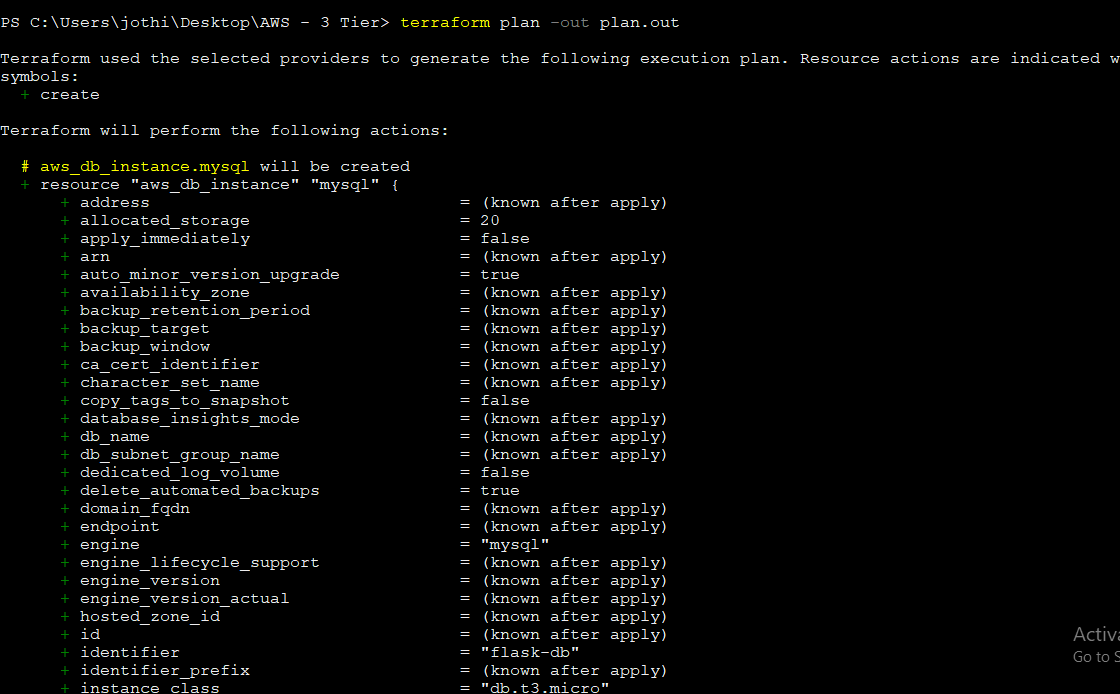 PS C:\Users\jothi\Desktop\AWS - 3 Tier> terraform plan -out plan.out
Terraform used the selected providers to generate the following execution plan. Resource actions are indicated w
symbols:
+ create
Terraform will perform the following actions:
# aws_db_instance.mysql will be created
+ resource "aws_db_instance" "mysql" {
+ address = (known after apply)
+ allocated_storage = 20
+ apply_immediately = false
+ arn = (known after apply)
+ auto_minor_version_upgrade = true
+ availability_zone = (known after apply)
+ backup_retention_period = (known after apply)
+ backup_target = (known after apply)
+ backup_window = (known after apply)
+ ca_cert_identifier = (known after apply)
+ character_set_name = (known after apply)
+ copy_tags_to_snapshot = false
+ database_insights_mode = (known after apply)
+ db_name = (known after apply)
+ db_subnet_group_name = (known after apply)
+ dedicated_log_volume = false
+ delete_automated_backups = true
+ domain_fqdn = (known after apply)
+ endpoint = (known after apply)
+ engine = "mysql"
+ engine_lifecycle_support = (known after apply)
+ engine_version = (known after apply)
+ engine_version_actual = (known after apply)
+ hosted_zone_id = (known after apply)
+ id = (known after apply)
+ identifier = "flask-db"
+ identifier_prefix = (known after apply)
+ instance_class = "db.t3.micro"
Activa
Go to S